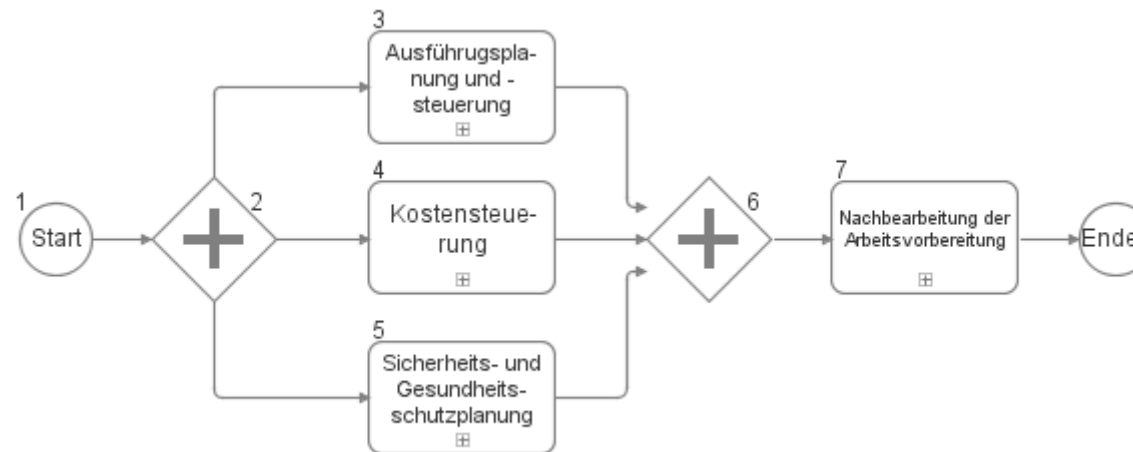 1
Start
2
3
Ausführugspla-
nung und -
steuerung
4
Kostensteue-
rung
5
Sicherheits- und
Gesundheits-
schutzplanung
6
7
Nachbearbeitung der
Arbeitsvorbereitung
Ende